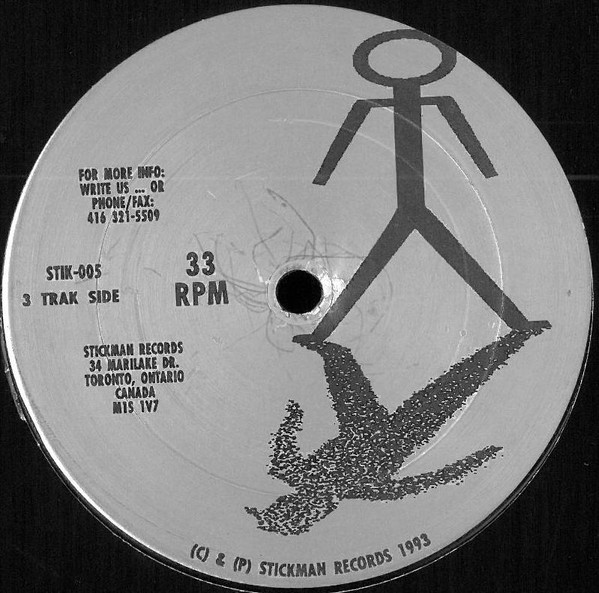 FOR MORE INFO:
WRITE US ... OR
PHONE/FAX:
416 321-5509
STIK-005
3 TRAK SIDE
33
RPM
STICKMAN RECORDS
34 MARILAKE DR.
TORONTO, ONTARIO
CANADA
M1S 1V7
(C) & (P) STICKMAN RECORDS 1993